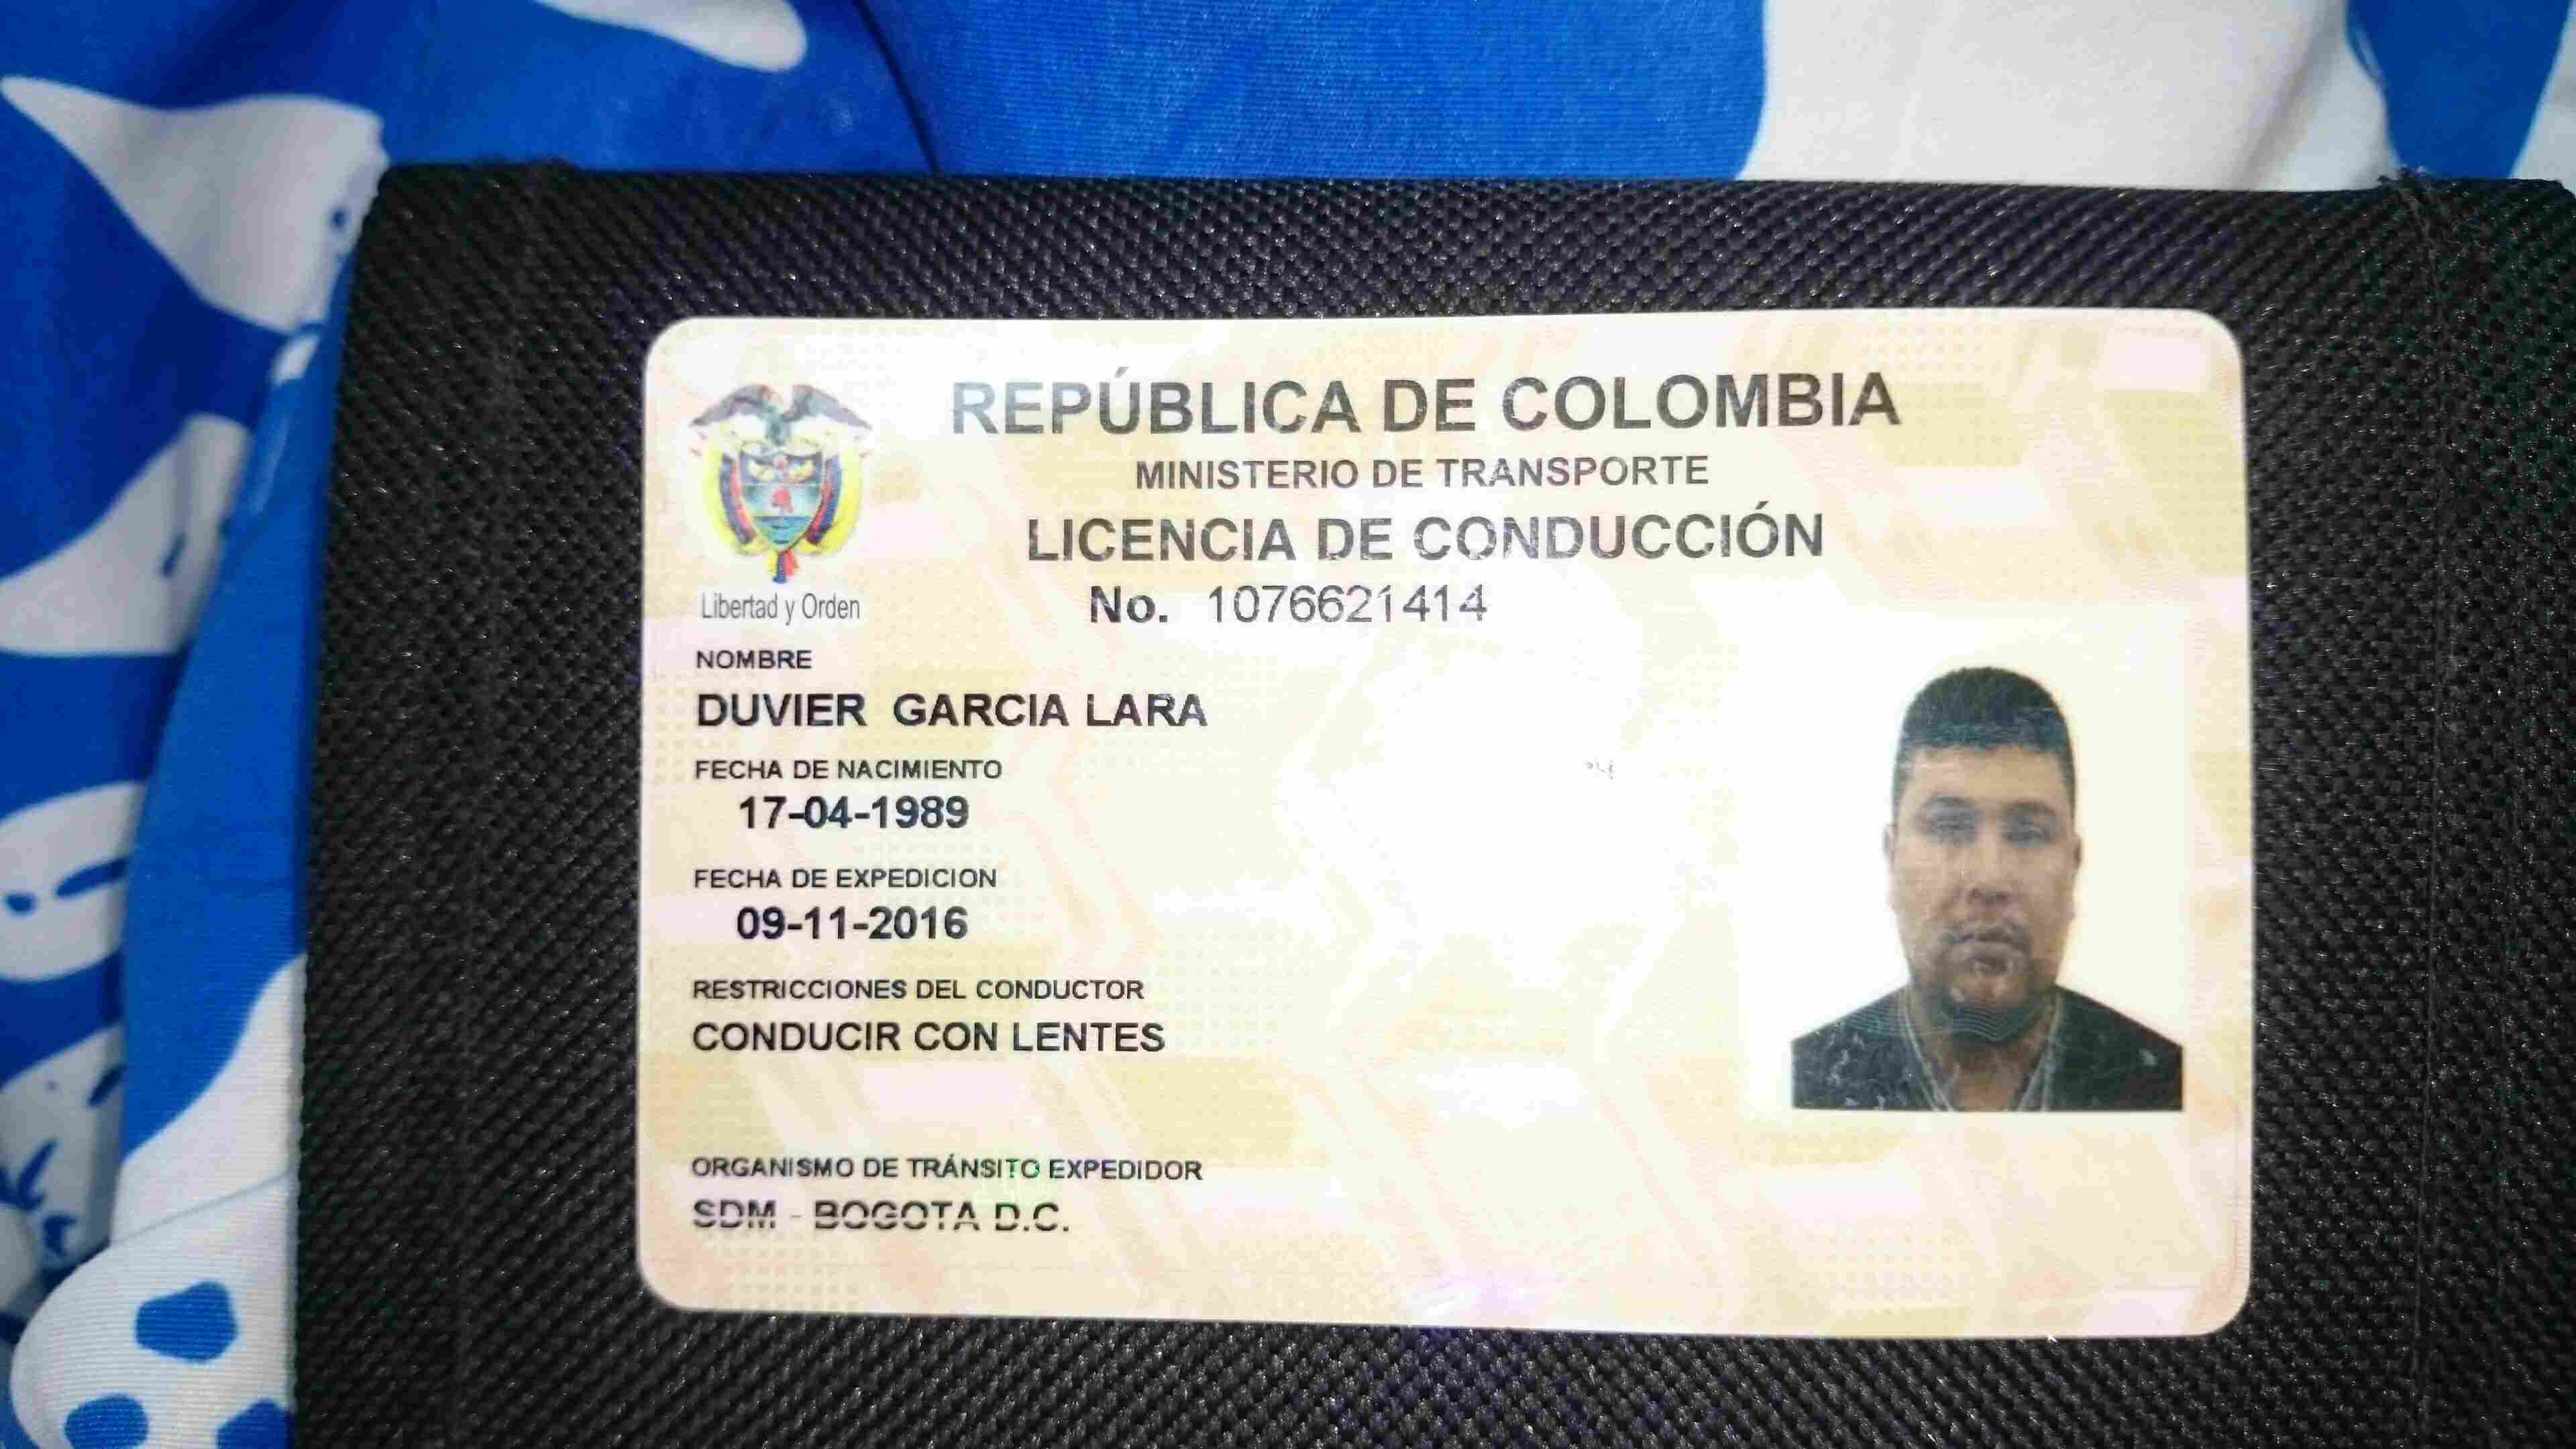 REPÚBLICA DE COLOMBIA
MINISTERIO DE TRANSPORTE
LICENCIA DE CONDUCCIÓN
No. 1076621414
Libertad y Orden
NOMBRE
DUVIER GARCIA LARA
FECHA DE NACIMIENTO
17-04-1989
FECHA DE EXPEDICION
09-11-2016
RESTRICCIONES DEL CONDUCTOR
CONDUCIR CON LENTES
ORGANISMO DE TRÁNSITO EXPEDIDOR
SDM - BOGOTA D.C.